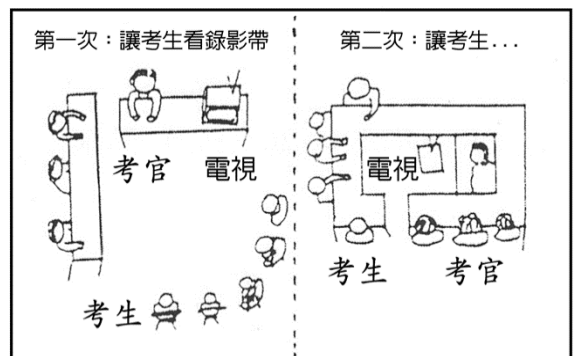 第一次：讓考生看錄影帶
考官
電視
考生
第二次：讓考生...
電視
考生
考官